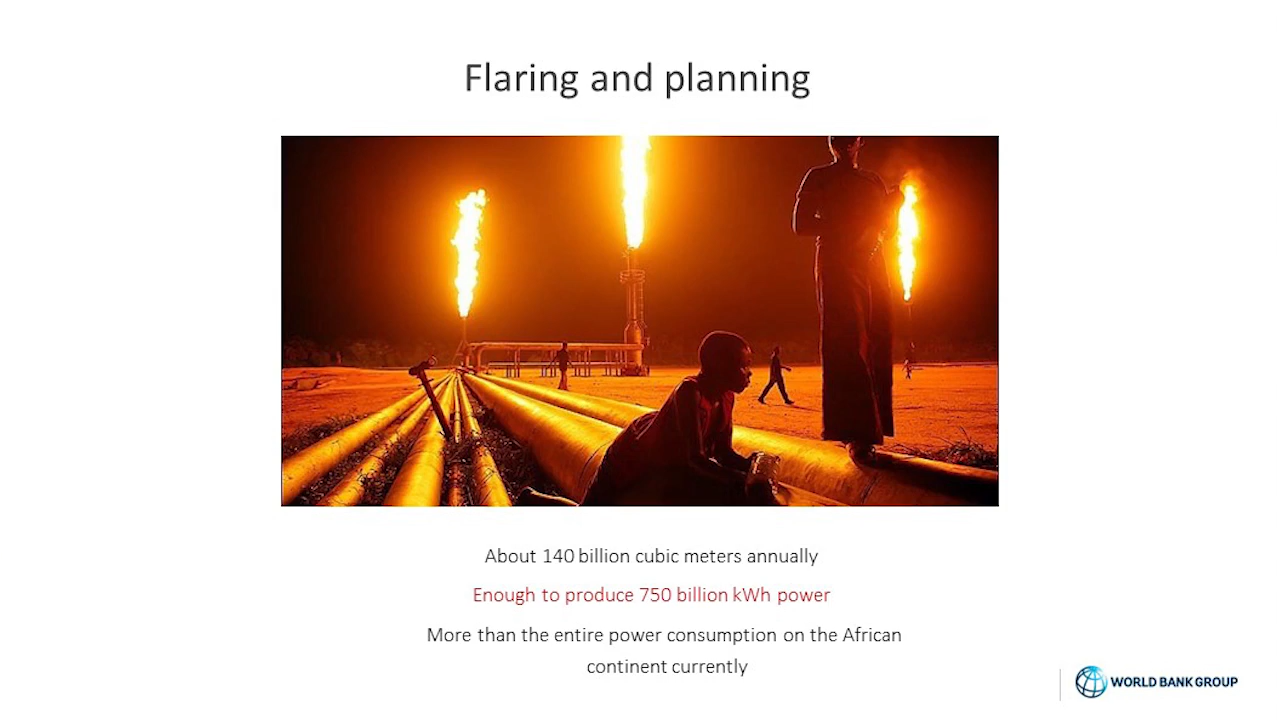 Flaring and planning
About 140 billion cubic meters annually
Enough to produce 750 billion kWh power
More than the entire power consumption on the African
continent currently
WORLD BANK GROUP